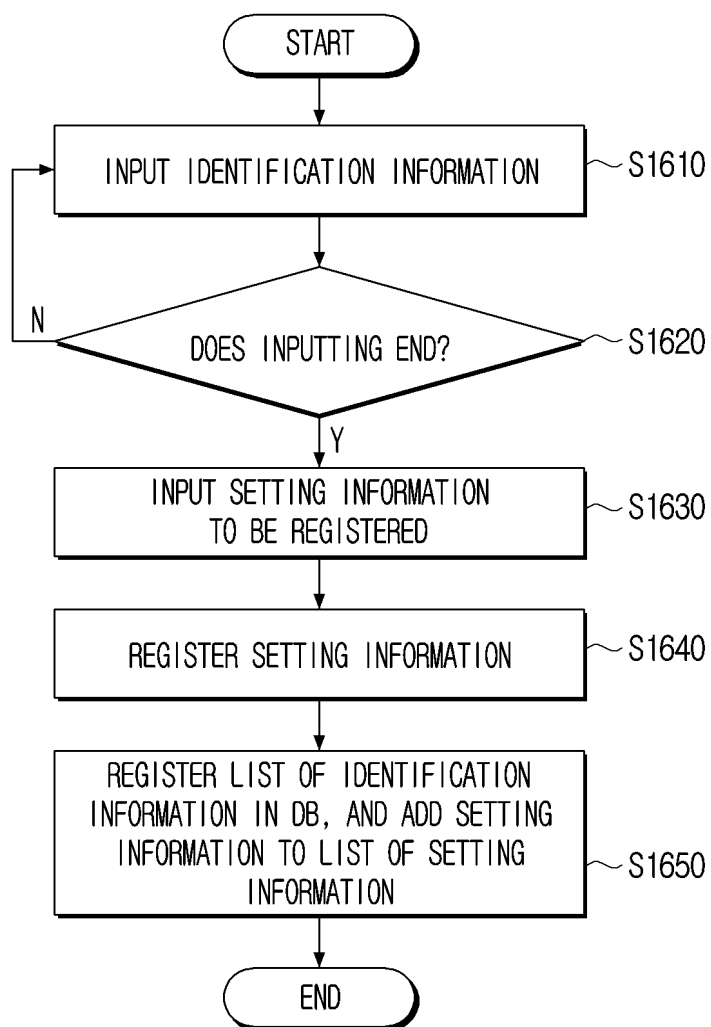 START
INPUT IDENTIFICATION INFORMATION
S1610
N
DOES INPUTTING END?
S1620
Y
INPUT SETTING INFORMATION
TO BE REGISTERED
S1630
REGISTER SETTING INFORMATION
S1640
REGISTER LIST OF IDENTIFICATION
INFORMATION IN DB, AND ADD SETTING
INFORMATION TO LIST OF SETTING
INFORMATION
S1650
END